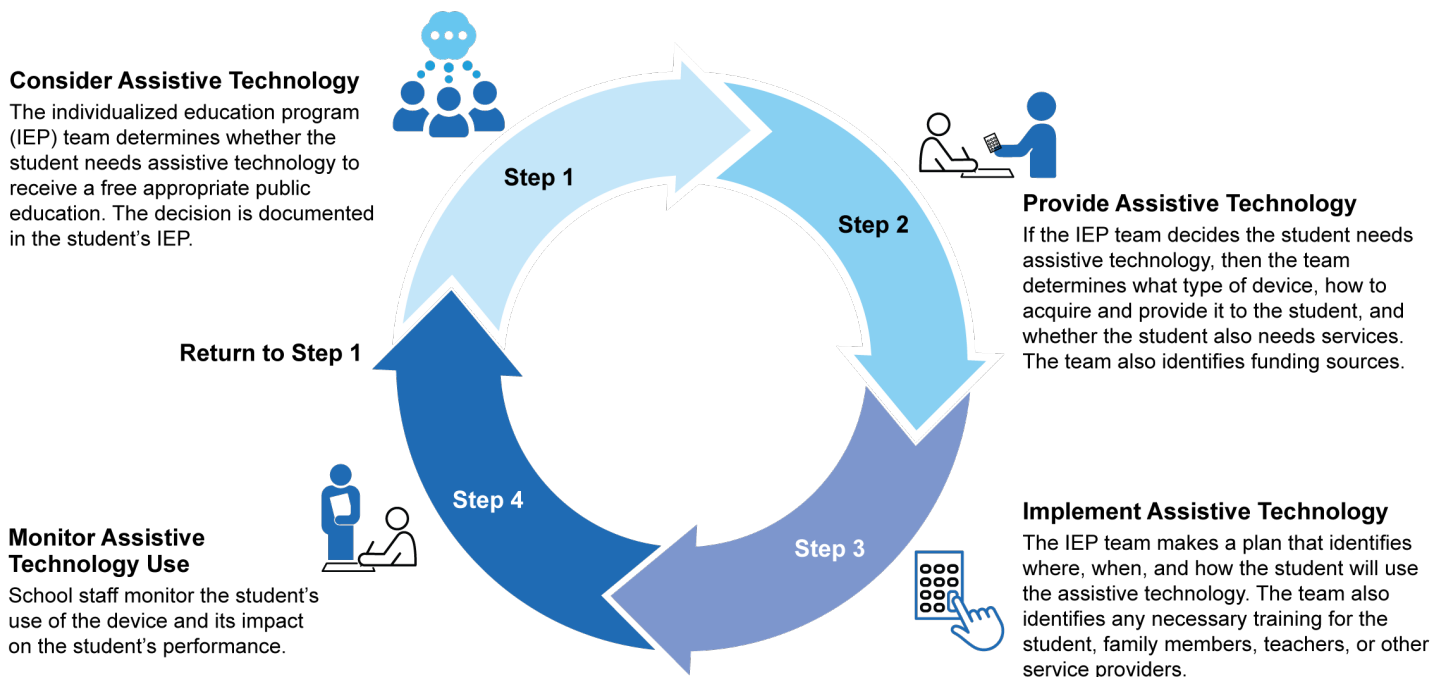 Consider Assistive Technology
The individualized education program
(IEP) team determines whether the
student needs assistive technology to
receive a free appropriate public
education. The decision is documented
in the student's IEP.
Step 1
Step 2
Provide Assistive Technology
If the IEP team decides the student needs
assistive technology, then the team
determines what type of device, how to
acquire and provide it to the student, and
whether the student also needs services.
The team also identifies funding sources.
Step 3
Implement Assistive Technology
The IEP team makes a plan that identifies
where, when, and how the student will use
the assistive technology. The team also
identifies any necessary training for the
student, family members, teachers, or other
service providers.
Step 4
Monitor Assistive
Technology Use
School staff monitor the student's
use of the device and its impact
on the student's performance.
Return to Step 1